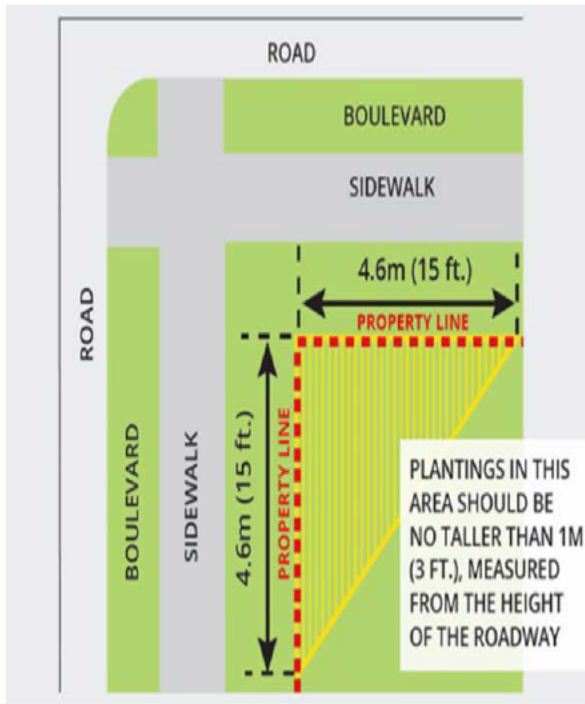 ROAD
BOULEVARD
SIDEWALK
4.6m (15 ft.)
PROPERTY LINE
ROAD
BOULEVARD
SIDEWALK
4.6m (15 ft.)
PROPERTY LINE
PLANTINGS IN THIS
AREA SHOULD BE
NO TALLER THAN 1M
(3 FT.), MEASURED
FROM THE HEIGHT
OF THE ROADWAY